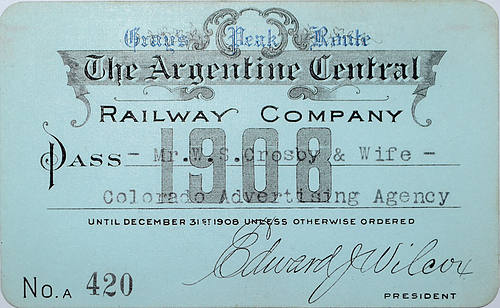 Gray's Peak Route
The Argentine Central
RAILWAY COMPANY
1908
PASS - Mr.W.S.Crosby & Wife -
Colorado Advertising Agency
UNTIL DECEMBER 31ST 1908 UNLESS OTHERWISE ORDERED
Edward J Wilcox
No. A 420
PRESIDENT